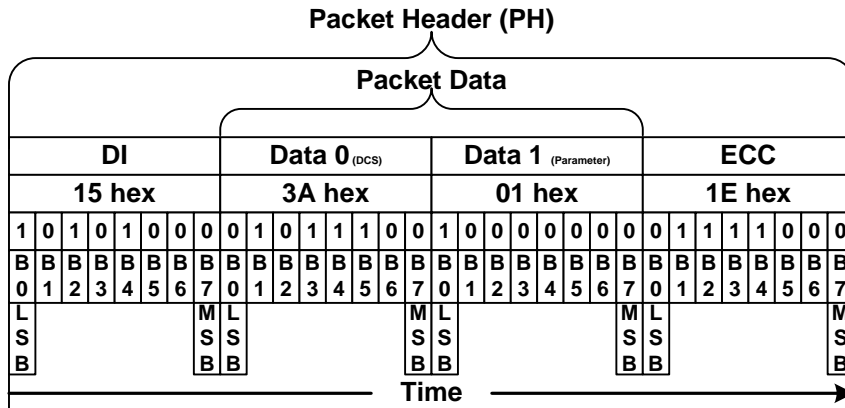 Packet Header (PH)
Packet Data
DI Data 0 (DCS) Data 1 (Parameter) ECC
15 hex 3A hex 01 hex 1E hex
1 0 1 0 1 0 0 0 0 1 0 1 1 1 0 0 1 0 0 0 0 0 0 0 0 1 1 1 1 0 0 0
B B B B B B B B B B B B B B B B B B B B B B B B B B B B B B B B
0 1 2 3 4 5 6 7 0 1 2 3 4 5 6 7 0 1 2 3 4 5 6 7 0 1 2 3 4 5 6 7
L M L M L M L M
S S S S S S S S
B B B B B B B B
Time